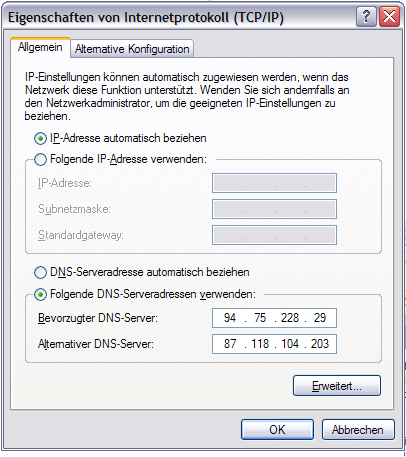 Eigenschaften von Internetprotokoll (TCP/IP)
Allgemein
Alternative Konfiguration
IP-Einstellungen können automatisch zugewiesen werden, wenn das
Netzwerk diese Funktion unterstützt. Wenden Sie sich andernfalls an
den Netzwerkadministrator, um die geeigneten IP-Einstellungen zu
beziehen.
IP-Adresse automatisch beziehen
Folgende IP-Adresse verwenden:
IP-Adresse:
Subnetzmaske:
Standardgateway:
DNS-Serveradresse automatisch beziehen
Folgende DNS-Serveradressen verwenden:
Bevorzugter DNS-Server: 94 . 75 . 228 . 29
Alternativer DNS-Server: 87 . 118 . 104 . 203
Erweitert...
OK
Abbrechen